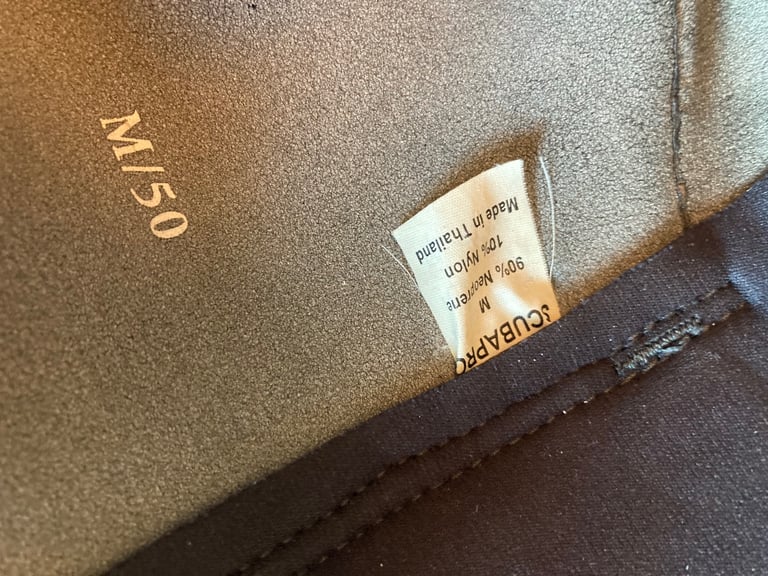 M/50
SCUBAPRO
M
90% Neoprene
10% Nylon
Made in Thailand